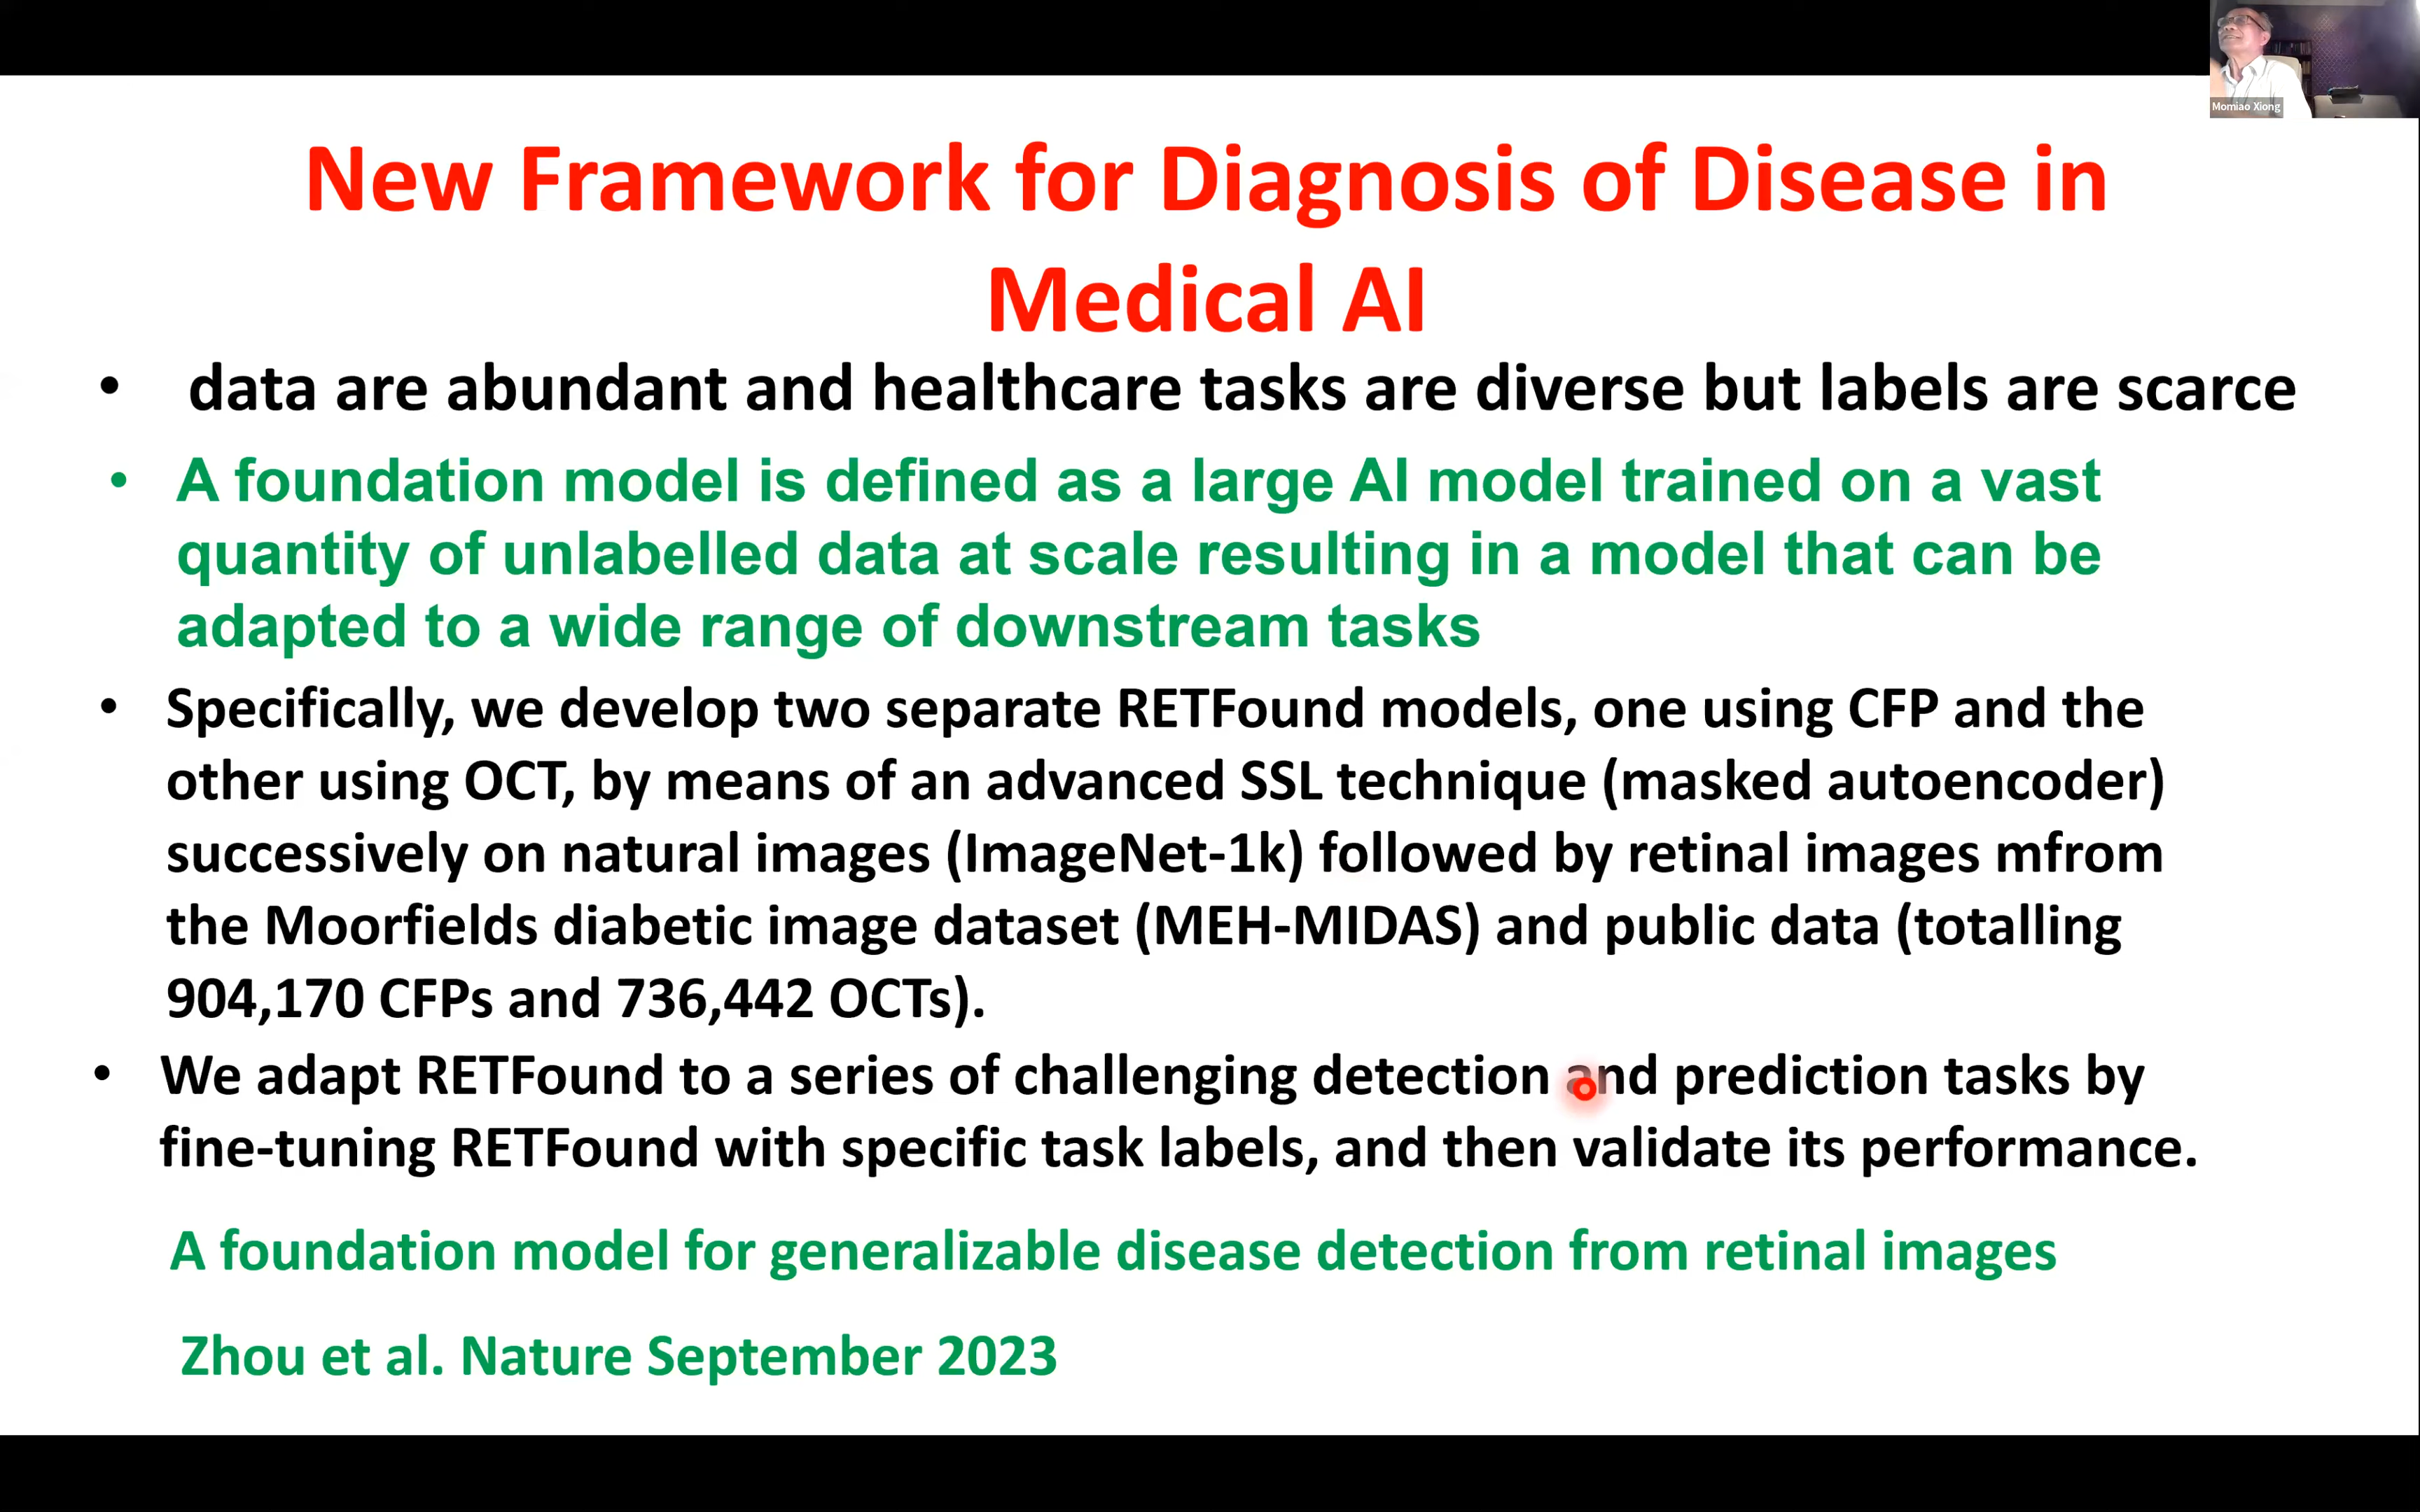 Momiao Xiong
New Framework for Diagnosis of Disease in
Medical AI
• data are abundant and healthcare tasks are diverse but labels are scarce
• A foundation model is defined as a large AI model trained on a vast
quantity of unlabelled data at scale resulting in a model that can be
adapted to a wide range of downstream tasks
• Specifically, we develop two separate RETFound models, one using CFP and the
other using OCT, by means of an advanced SSL technique (masked autoencoder)
successively on natural images (ImageNet-1k) followed by retinal images mfrom
the Moorfields diabetic image dataset (MEH-MIDAS) and public data (totalling
904,170 CFPs and 736,442 OCTs).
• We adapt RETFound to a series of challenging detection and prediction tasks by
fine-tuning RETFound with specific task labels, and then validate its performance.
A foundation model for generalizable disease detection from retinal images
Zhou et al. Nature September 2023